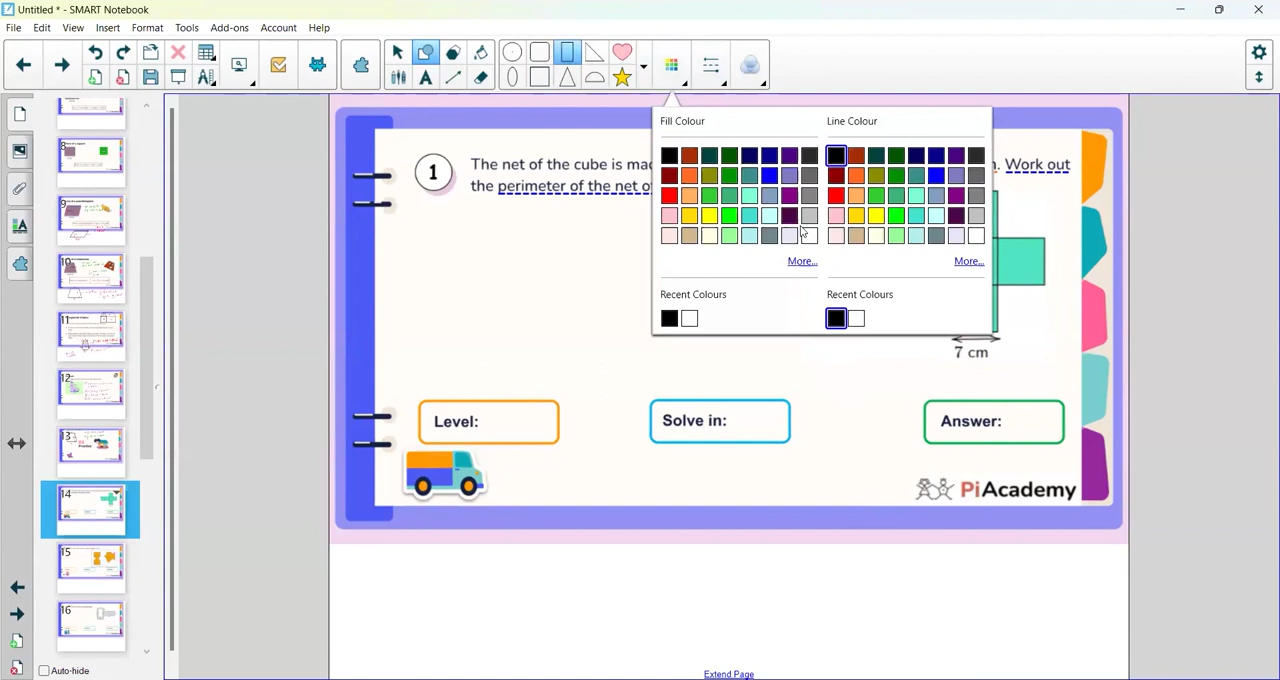 Untitled * - SMART Notebook
File Edit View Insert Format Tools Add-ons Account Help
Fill Colour
Line Colour
More...
More...
Recent Colours
Recent Colours
1
The net of the cube is mad
n. Work out
the perimeter of the net o
7 cm
Level:
Solve in:
Answer:
PiAcademy
8
9
10
11
12
13
Practice
14
15
16
Auto-hide
Extend Page